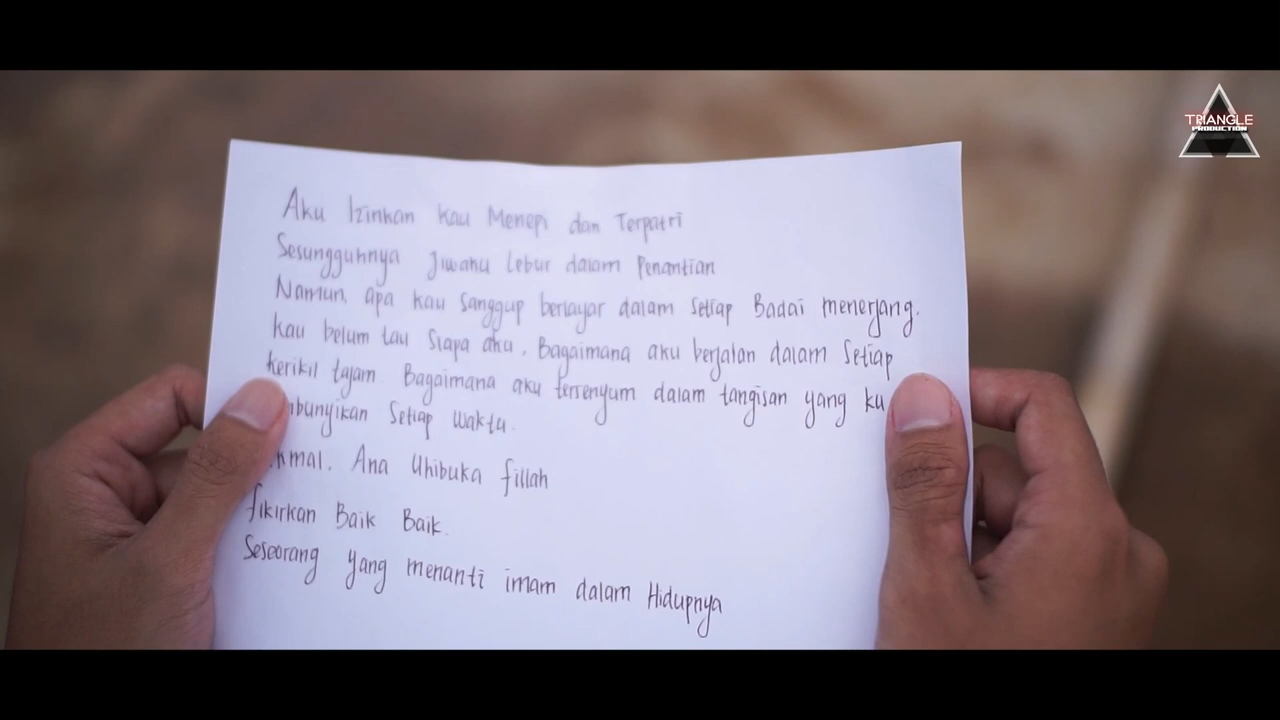 Aku Izinkan kau Menepi dan Terpatri
Sesungguhnya Jiwaku Lebur dalam Penantian
Namun, apa kau sanggup berlayar dalam setiap Badai menerjang.
kau belum tau Siapa aku. Bagaimana aku berjalan dalam Setiap
kerikil tajam Bagaimana aku tersenyum dalam tangisan yang ku
Setiap waktu.
Ana Uhibuka fillah
fikirkan Baik Baik.
Seseorang yang menanti imam dalam Hidupnya
TRIANGLE
PRODUCTION